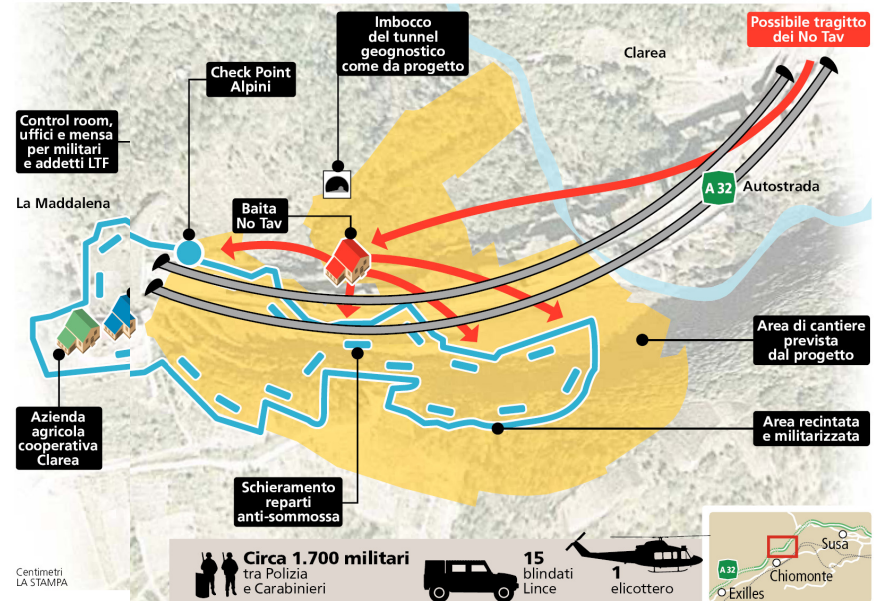 Imbocco
del tunnel
geognostico
come da progetto
Possibile tragitto
dei No Tav
Clarea
Check Point
Alpini
Control room,
uffici e mensa
per militari
e addetti LTF
A 32
Autostrada
La Maddalena
Baita
No Tav
Area di cantiere
prevista
dal progetto
Azienda
agricola
cooperativa
Clarea
Area recintata
e militarizzata
Schieramento
reparti
anti-sommossa
Circa 1.700 militari
tra Polizia
e Carabinieri
15
blindati
Lince
1
elicottero
Susa
A 32
Chiomonte
Exilles
Centimetri
LA STAMPA